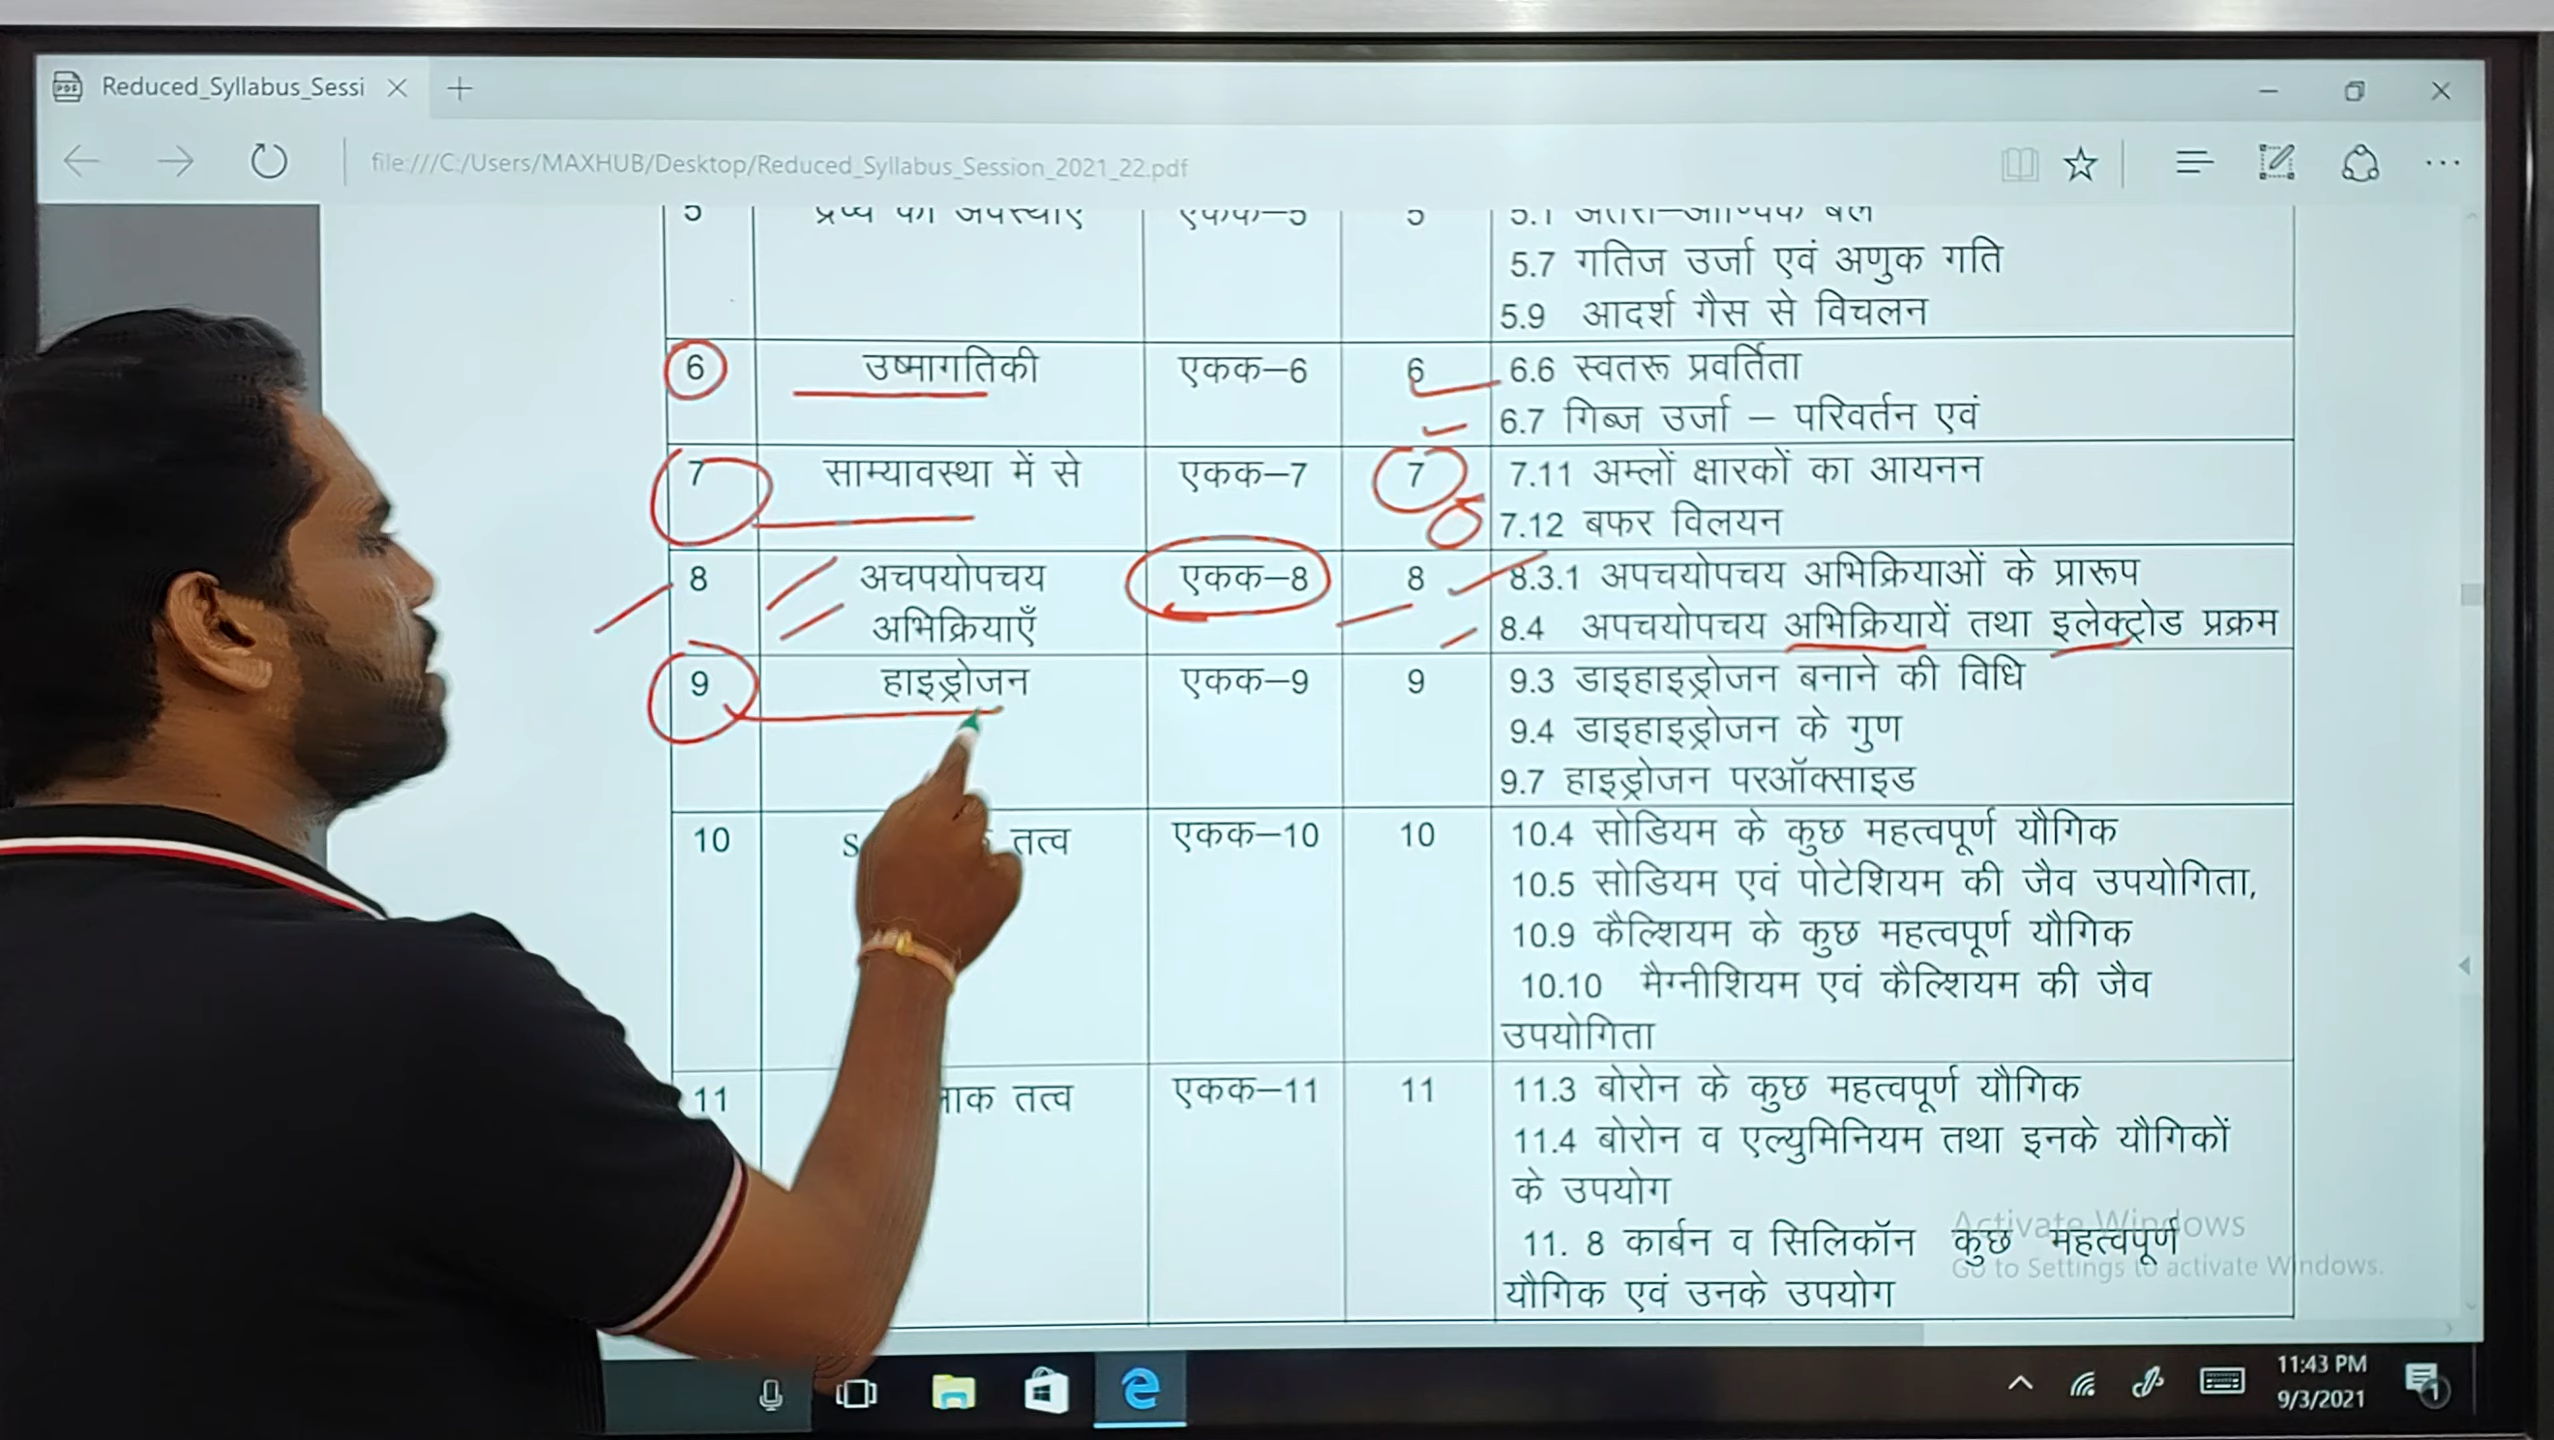 Reduced_Syllabus_Sessi
file:///C:/Users/MAXHUB/Desktop/Reduced_Syllabus_Session_2021_22.pdf
5 एकक–5 5 5.1
5.7 गतिज उर्जा एवं अणुक गति
5.9 आदर्श गैस से विचलन
6 उष्मागतिकी एकक–6 6 6.6 स्वतरू प्रवर्तिता
6.7 गिब्ज उर्जा – परिवर्तन एवं
7 साम्यावस्था में से एकक–7 7 7.11 अम्लों क्षारकों का आयनन
7.12 बफर विलयन
8 अचपयोपचय एकक–8 8 8.3.1 अपचयोपचय अभिक्रियाओं के प्रारूप
अभिक्रियाएँ 8.4 अपचयोपचय अभिक्रियायें तथा इलेक्ट्रोड प्रक्रम
9 हाइड्रोजन एकक–9 9 9.3 डाइहाइड्रोजन बनाने की विधि
9.4 डाइहाइड्रोजन के गुण
9.7 हाइड्रोजन परऑक्साइड
10 S तत्व एकक–10 10 10.4 सोडियम के कुछ महत्वपूर्ण यौगिक
10.5 सोडियम एवं पोटेशियम की जैव उपयोगिता,
10.9 कैल्शियम के कुछ महत्वपूर्ण यौगिक
10.10 मैग्नीशियम एवं कैल्शियम की जैव
उपयोगिता
11 तत्व एकक–11 11 11.3 बोरोन के कुछ महत्वपूर्ण यौगिक
11.4 बोरोन व एल्युमिनियम तथा इनके यौगिकों
के उपयोग
11. 8 कार्बन व सिलिकॉन कुछ महत्वपूर्ण
यौगिक एवं उनके उपयोग
Activate Windows
Go to Settings to activate Windows.
11:43 PM
9/3/2021